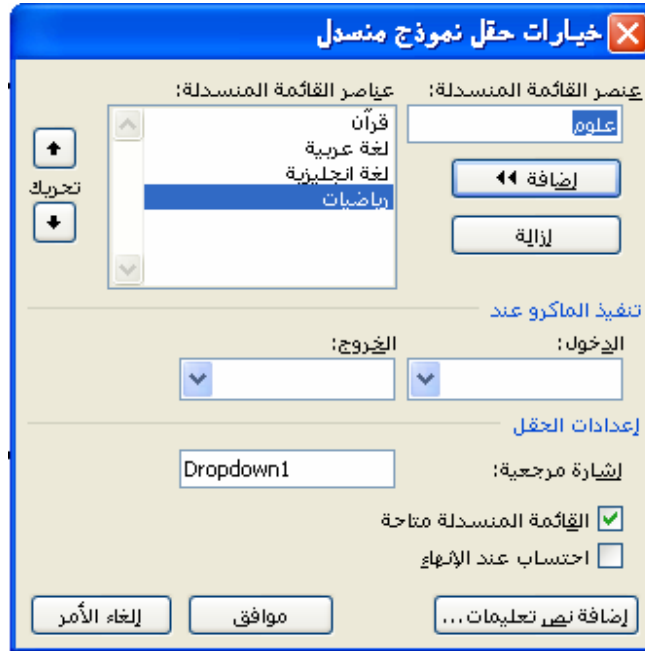 خيارات حقل نموذج منسدل
عنصر القائمة المنسدلة: عناصر القائمة المنسدلة:
علوم
قرآن
لغة عربية
لغة انجليزية
رياضيات
إضافة
إزالة
تحريك
تنفيذ الماكرو عند
الدخول: الخروج:
إعدادات الحقل
إشارة مرجعية: Dropdown1
القائمة المنسدلة متاحة
احتساب عند الإنهاء
إضافة نص تعليمات... موافق إلغاء الأمر